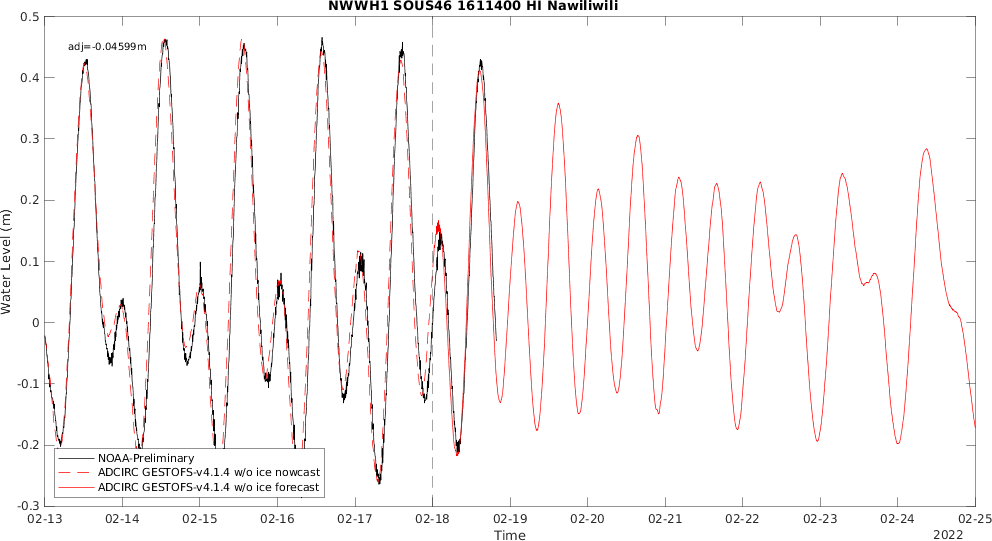 NWWH1 SOUS46 1611400 HI Nawiliwili
adj=-0.04599m
Water Level (m)
0.5
0.4
0.3
0.2
0.1
0
-0.1
-0.2
-0.3
NOAA-Preliminary
ADCIRC GESTOFS-v4.1.4 w/o ice nowcast
ADCIRC GESTOFS-v4.1.4 w/o ice forecast
02-13 02-14 02-15 02-16 02-17 02-18 02-19 02-20 02-21 02-22 02-23 02-24 02-25
Time
2022